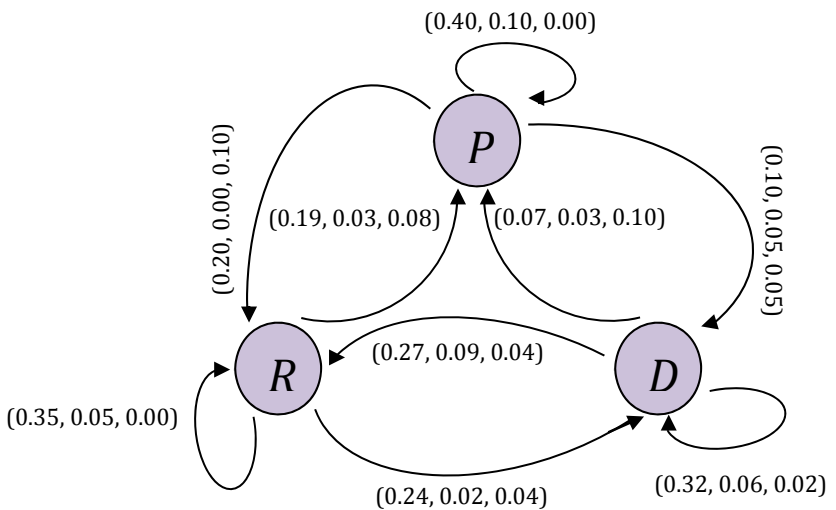 (0.40, 0.10, 0.00)
P
(0.20, 0.00, 0.10)
(0.19, 0.03, 0.08)
(0.07, 0.03, 0.10)
(0.10, 0.05, 0.05)
(0.27, 0.09, 0.04)
R
D
(0.35, 0.05, 0.00)
(0.24, 0.02, 0.04)
(0.32, 0.06, 0.02)